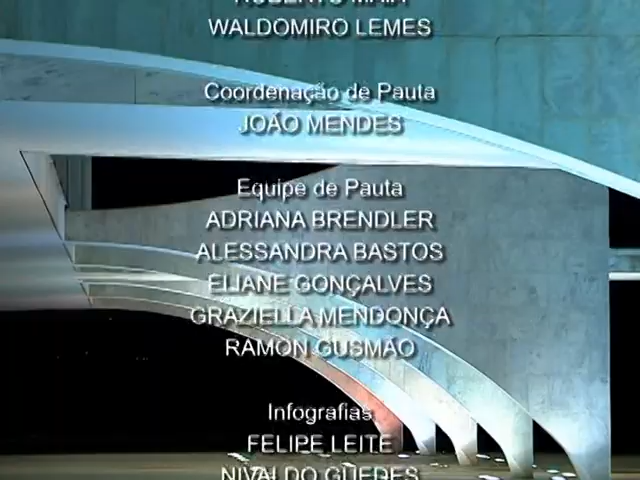 WALDOMIRO LEMES
Coordenação de Pauta
JOÃO MENDES
Equipe de Pauta
ADRIANA BRENDLER
ALESSANDRA BASTOS
ELIANE GONÇALVES
GRAZIELLA MENDONÇA
RAMON GUSMÃO
Infografias
FELIPE LEITE
NIVALDO GUEDES